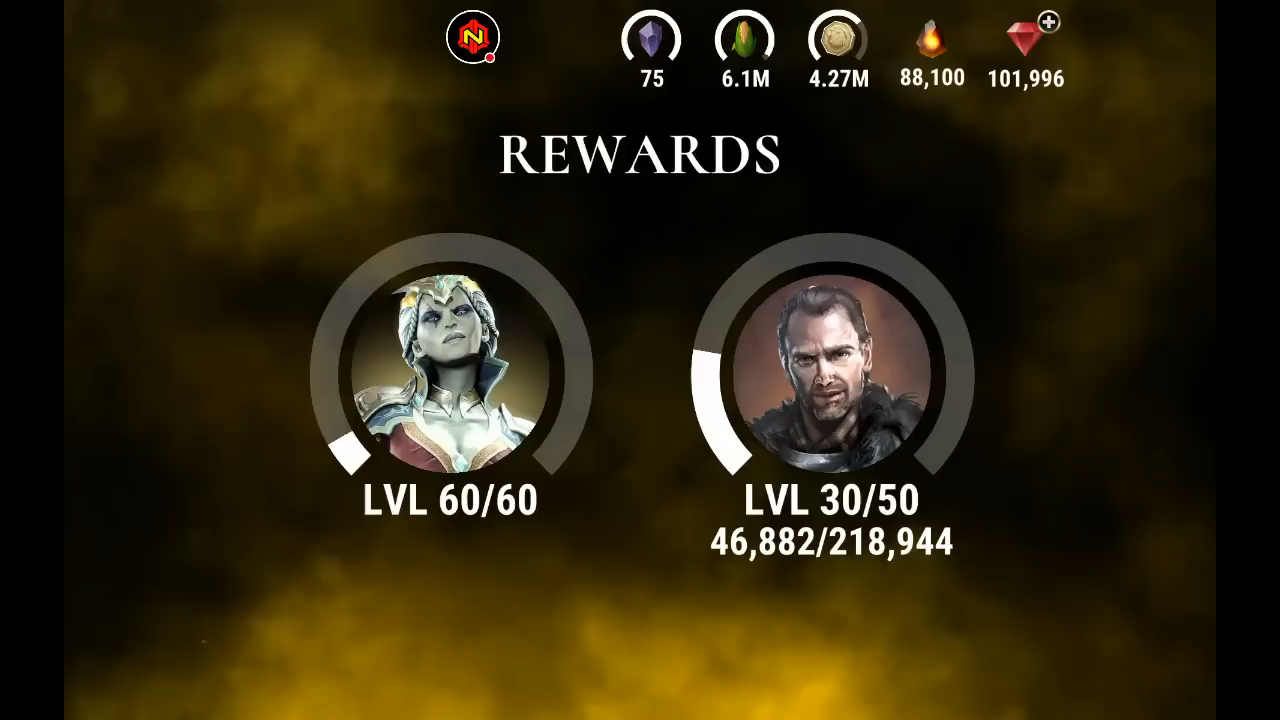 N
75
6.1M
4.27M
88,100
101,996
REWARDS
LVL 60/60
LVL 30/50
46,882/218,944